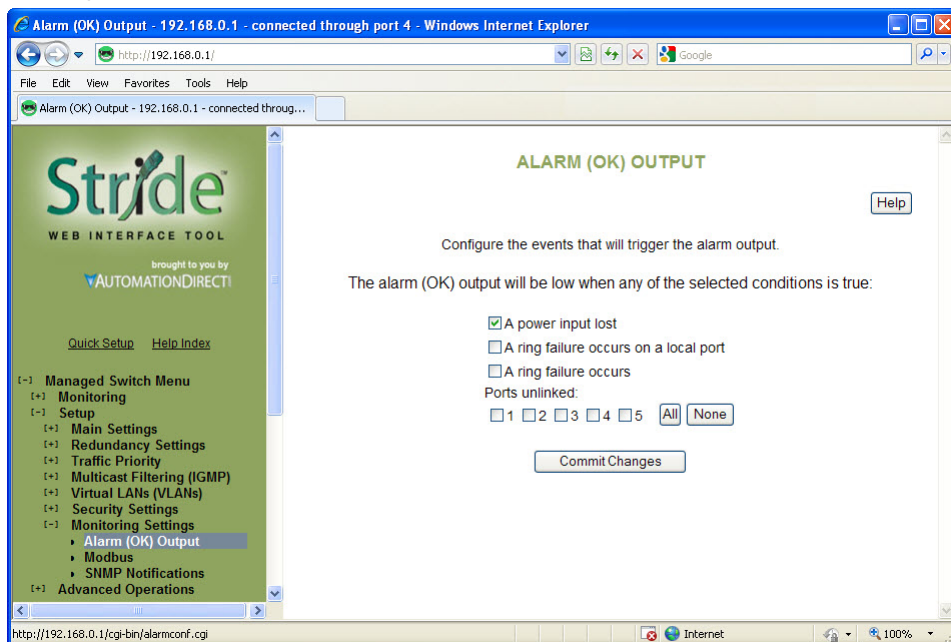 Alarm (OK) Output - 192.168.0.1 - connected through port 4 - Windows Internet Explorer
http://192.168.0.1/
Google
File Edit View Favorites Tools Help
Alarm (OK) Output - 192.168.0.1 - connected throug...
Stride
WEB INTERFACE TOOL
brought to you by
AUTOMATIONDIRECT
Quick Setup Help Index
[-] Managed Switch Menu
[+] Monitoring
[-] Setup
[+] Main Settings
[+] Redundancy Settings
[+] Traffic Priority
[+] Multicast Filtering (IGMP)
[+] Virtual LANs (VLANs)
[+] Security Settings
[-] Monitoring Settings
Alarm (OK) Output
Modbus
SNMP Notifications
[+] Advanced Operations
ALARM (OK) OUTPUT
Help
Configure the events that will trigger the alarm output.
The alarm (OK) output will be low when any of the selected conditions is true:
A power input lost
A ring failure occurs on a local port
A ring failure occurs
Ports unlinked:
1 2 3 4 5 All None
Commit Changes
http://192.168.0.1/cgi-bin/alarmconf.cgi
Internet
100%